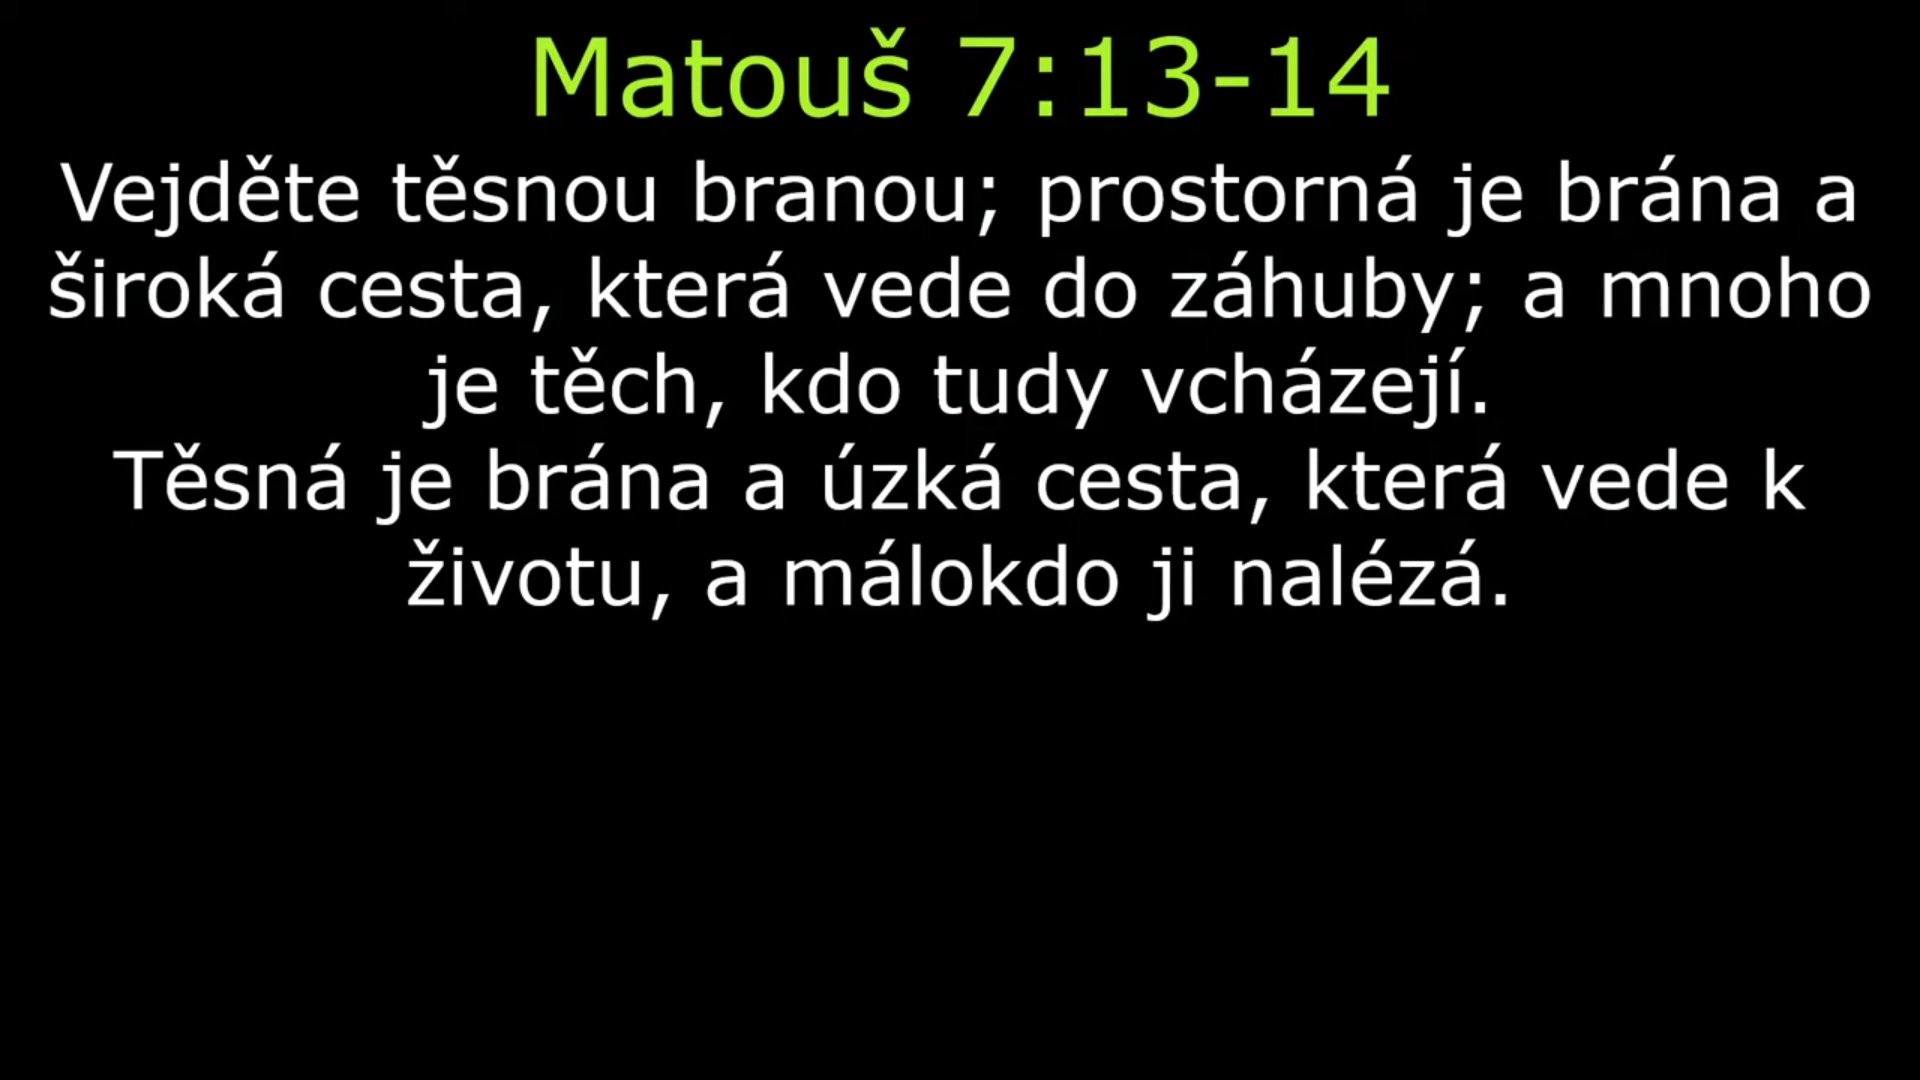 Matouš 7:13-14
Vejděte těsnou branou; prostorná je brána a
široká cesta, která vede do záhuby; a mnoho
je těch, kdo tudy vcházejí.
Těsná je brána a úzká cesta, která vede k
životu, a málokdo ji nalézá.